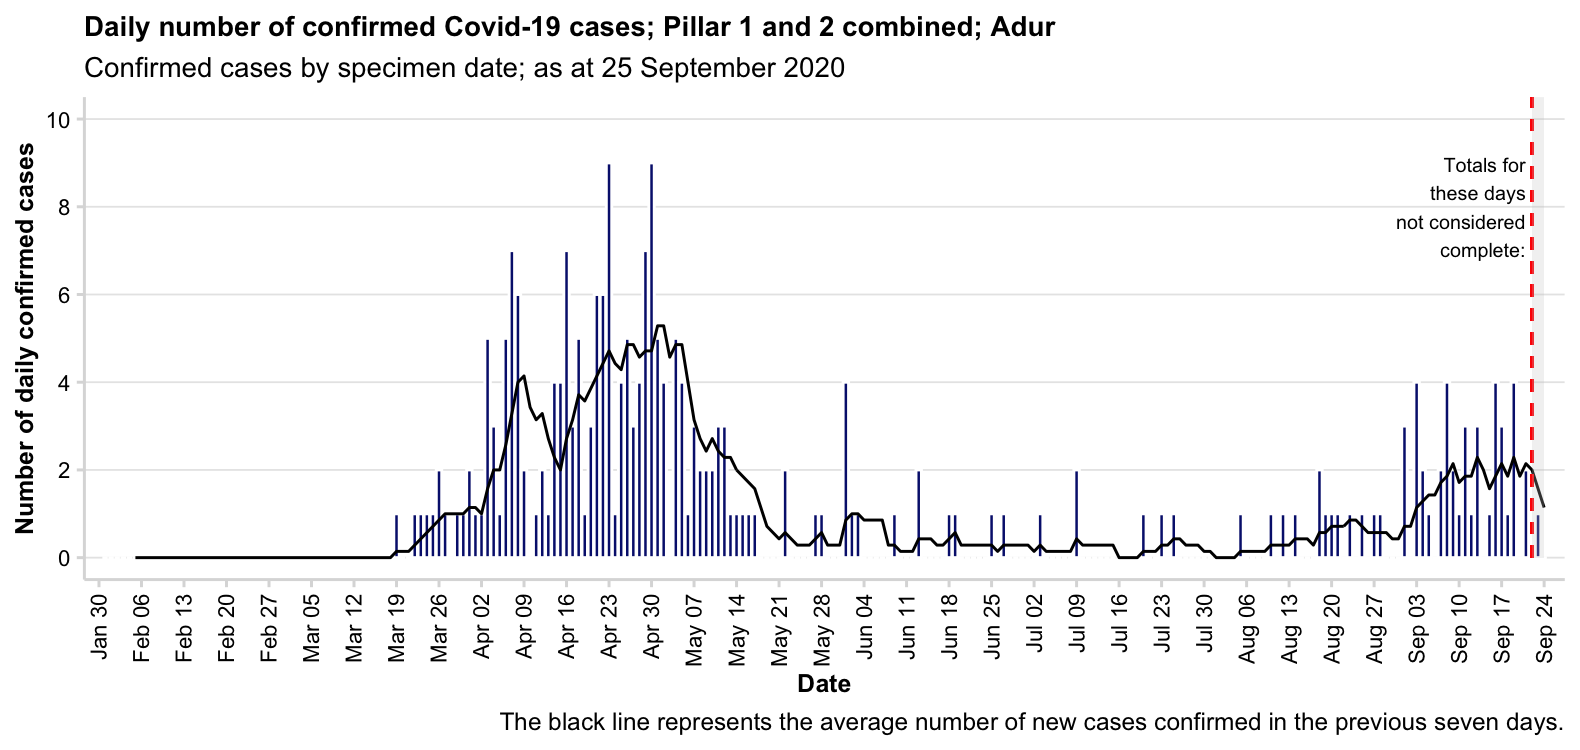 Daily number of confirmed Covid-19 cases; Pillar 1 and 2 combined; Adur
Confirmed cases by specimen date; as at 25 September 2020
Number of daily confirmed cases
10
8
6
4
2
0
Totals for
these days
not considered
complete:
Jan 30
Feb 06
Feb 13
Feb 20
Feb 27
Mar 05
Mar 12
Mar 19
Mar 26
Apr 02
Apr 09
Apr 16
Apr 23
Apr 30
May 07
May 14
May 21
May 28
Jun 04
Jun 11
Jun 18
Jun 25
Jul 02
Jul 09
Jul 16
Jul 23
Jul 30
Aug 06
Aug 13
Aug 20
Aug 27
Sep 03
Sep 10
Sep 17
Sep 24
Date
The black line represents the average number of new cases confirmed in the previous seven days.